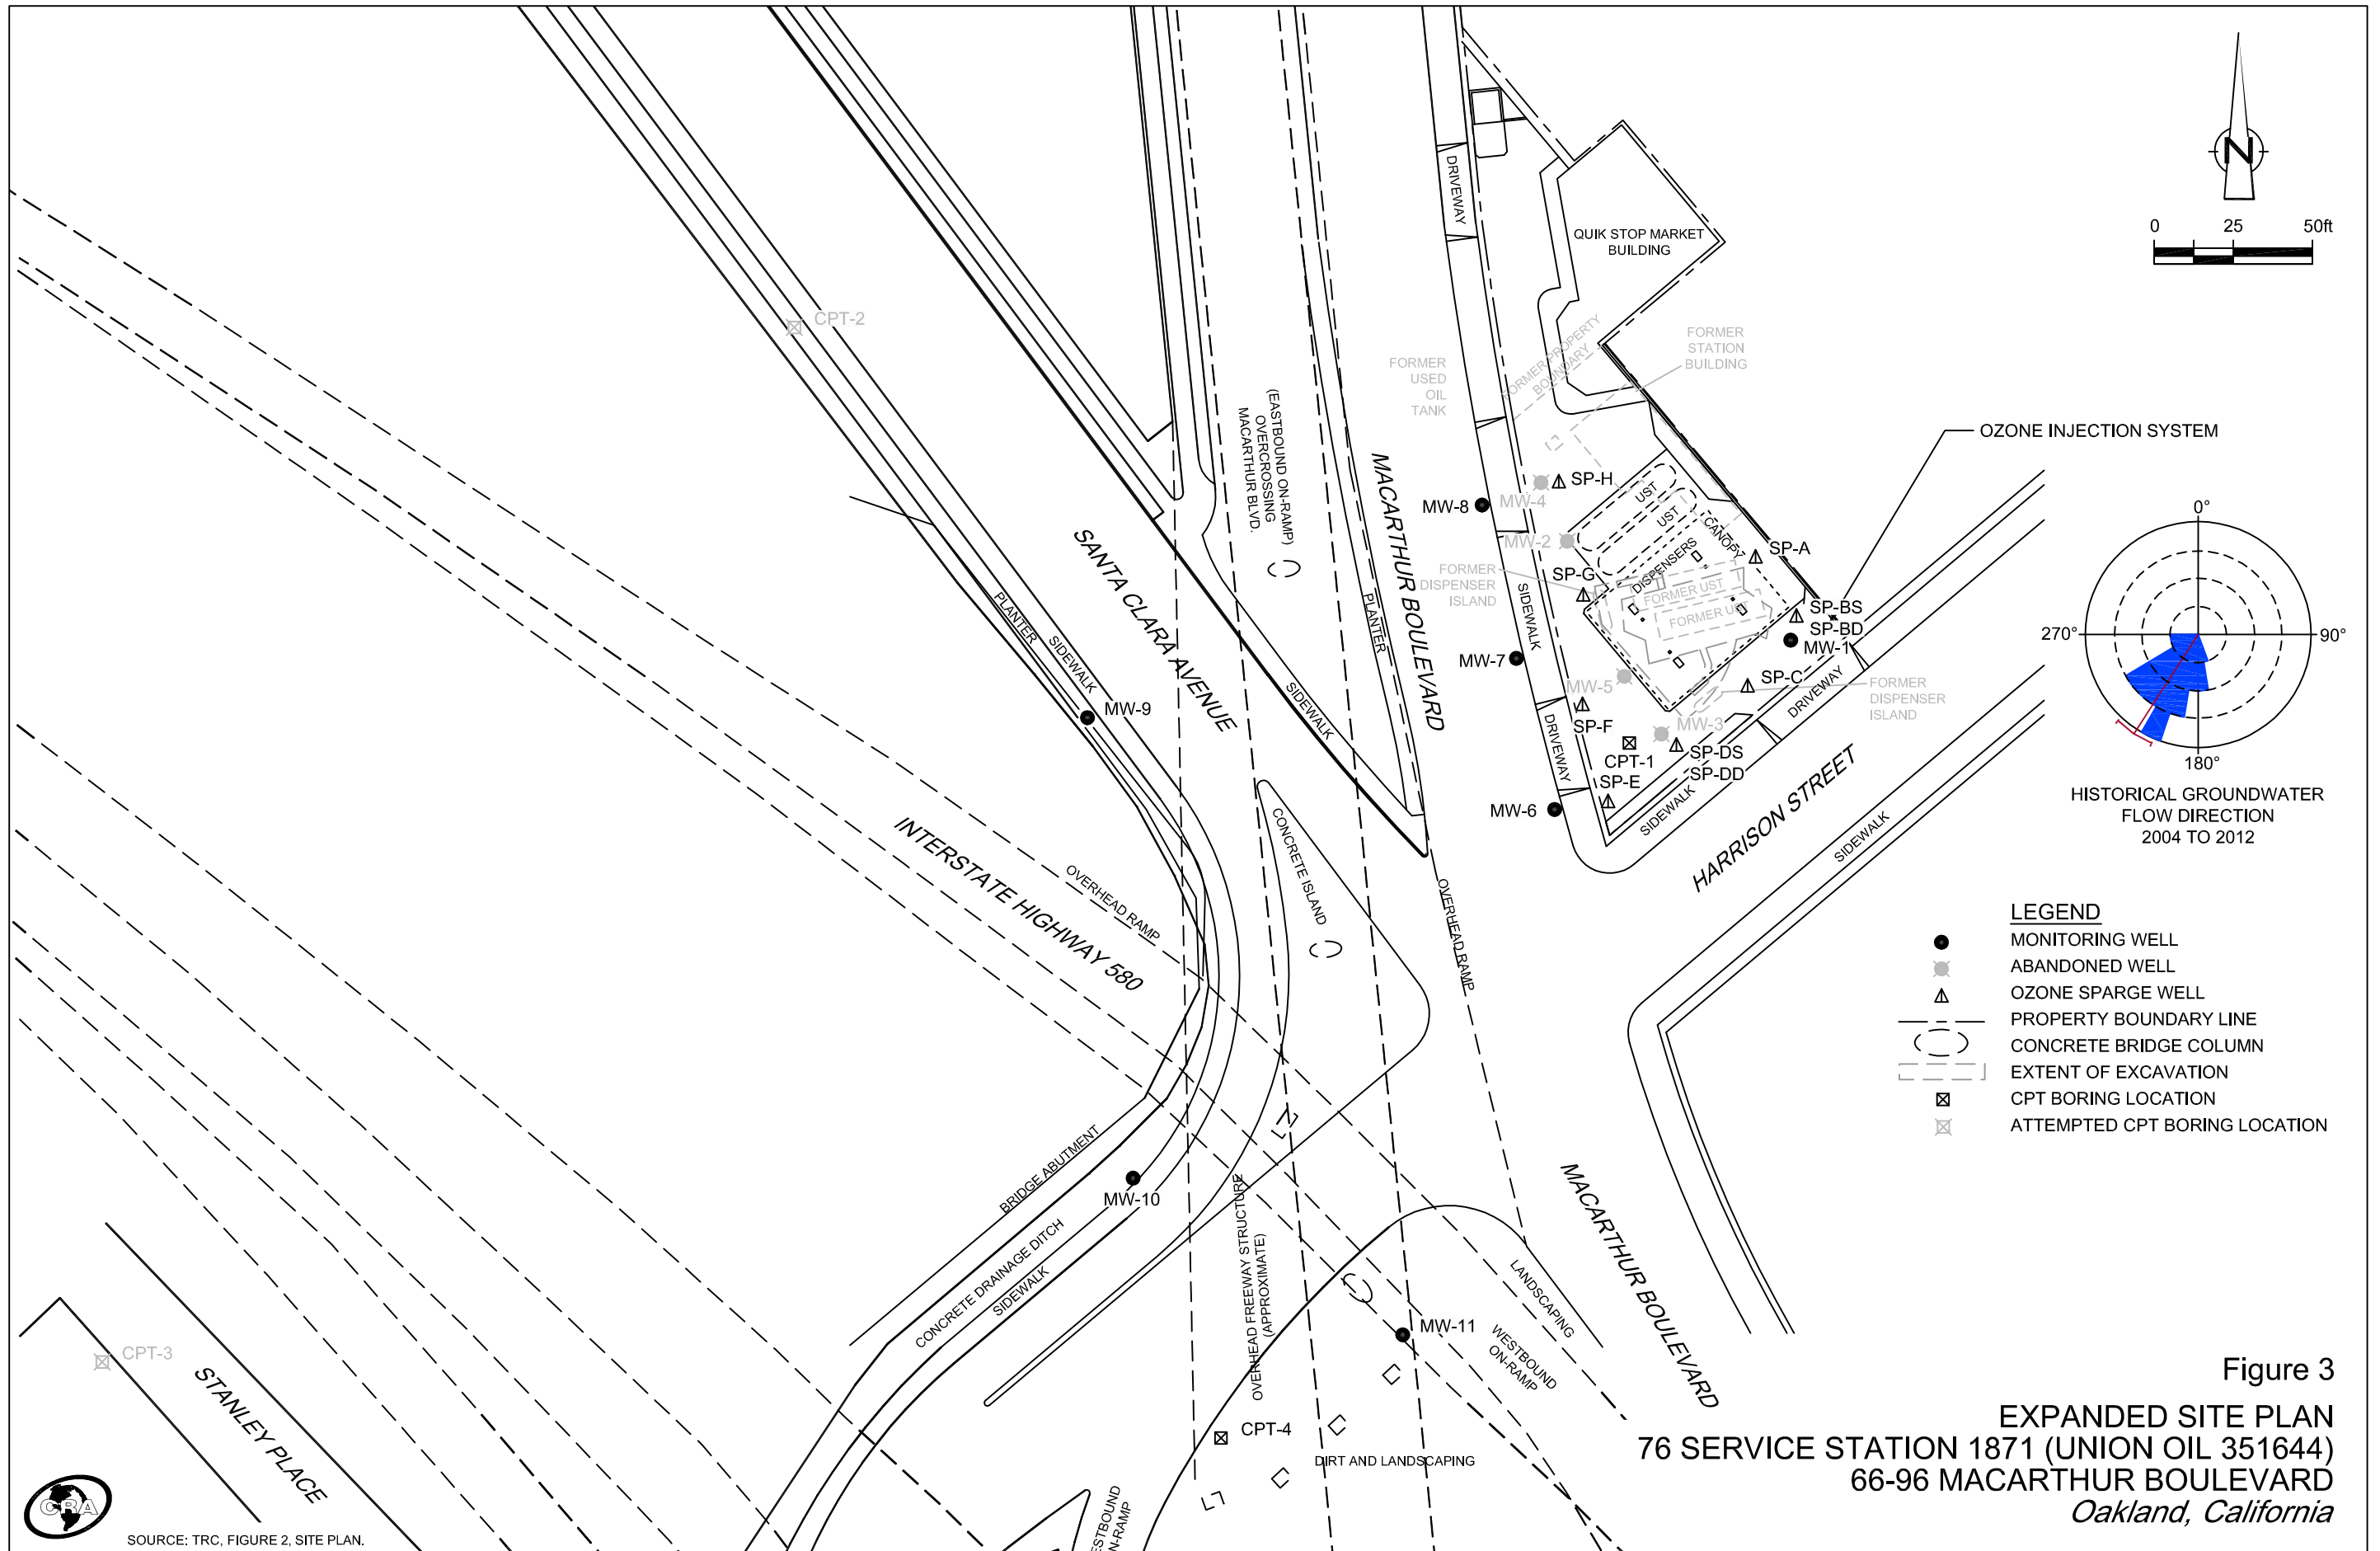 DRIVEWAY
QUIK STOP MARKET
BUILDING
N
0 25 50ft
CPT-2
FORMER
USED
OIL
TANK
FORMER PROPERTY
BOUNDARY
FORMER
STATION
BUILDING
(EASTBOUND ON-RAMP)
OVERCROSSING
MACARTHUR BLVD.
OZONE INJECTION SYSTEM
MACARTHUR BOULEVARD
MW-8
MW-4
SP-H
UST
UST
CANOPY
MW-2
DISPENSERS
SP-A
SP-G
FORMER
DISPENSER
ISLAND
FORMER UST
FORMER UST
SP-BS
SP-BD
MW-1
SANTA CLARA AVENUE
PLANTER
SIDEWALK
PLANTER
SIDEWALK
SIDEWALK
MW-7
MW-5
SP-C
DRIVEWAY
FORMER
DISPENSER
ISLAND
MW-9
SP-F
MW-3
DRIVEWAY
CPT-1
SP-DS
SP-DD
SP-E
MW-6
SIDEWALK
HARRISON STREET
SIDEWALK
0°
270°
90°
180°
HISTORICAL GROUNDWATER
FLOW DIRECTION
2004 TO 2012
INTERSTATE HIGHWAY 580
OVERHEAD RAMP
CONCRETE ISLAND
OVERHEAD RAMP
LEGEND
MONITORING WELL
ABANDONED WELL
OZONE SPARGE WELL
PROPERTY BOUNDARY LINE
CONCRETE BRIDGE COLUMN
EXTENT OF EXCAVATION
CPT BORING LOCATION
ATTEMPTED CPT BORING LOCATION
BRIDGE ABUTMENT
MW-10
CONCRETE DRAINAGE DITCH
SIDEWALK
OVERHEAD FREEWAY STRUCTURE
(APPROXIMATE)
MACARTHUR BOULEVARD
LANDSCAPING
MW-11
WESTBOUND
ON-RAMP
CPT-3
STANLEY PLACE
CPT-4
DIRT AND LANDSCAPING
Figure 3
EXPANDED SITE PLAN
76 SERVICE STATION 1871 (UNION OIL 351644)
66-96 MACARTHUR BOULEVARD
Oakland, California
CRA
SOURCE: TRC, FIGURE 2, SITE PLAN.